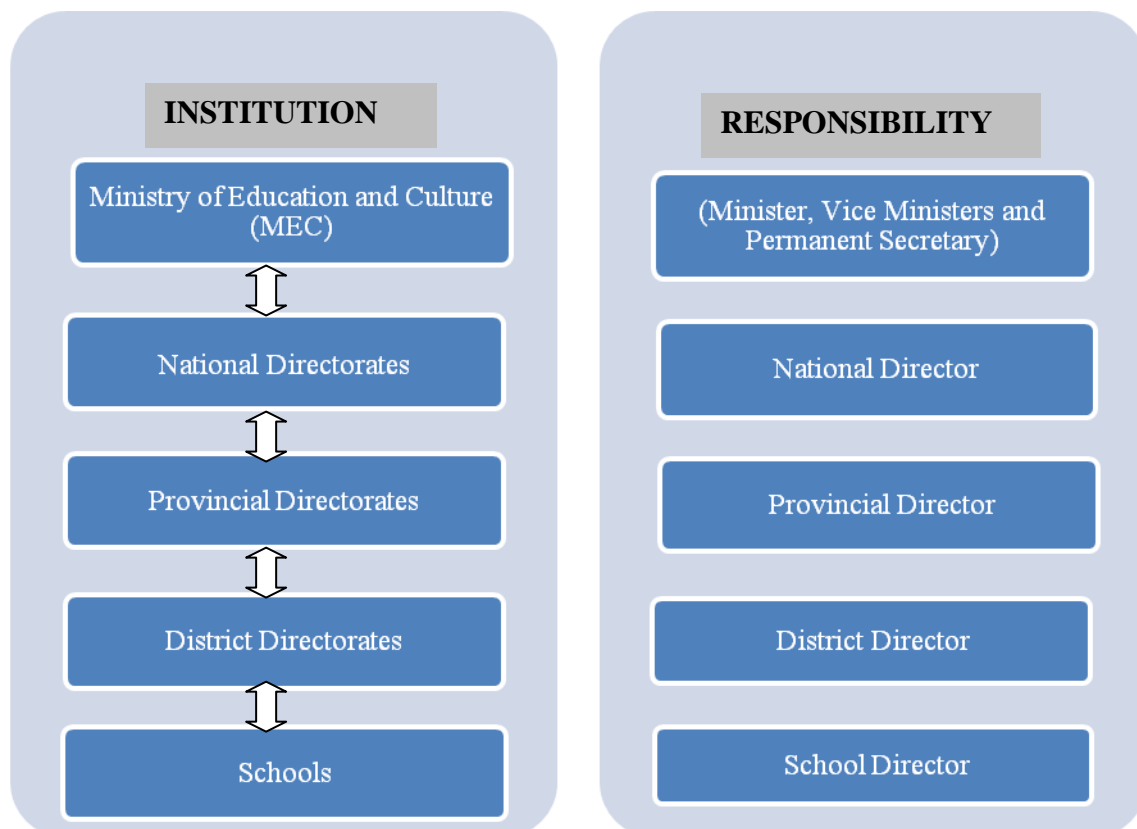 INSTITUTION
Ministry of Education and Culture
(MEC)
National Directorates
Provincial Directorates
District Directorates
Schools
RESPONSIBILITY
(Minister, Vice Ministers and
Permanent Secretary)
National Director
Provincial Director
District Director
School Director